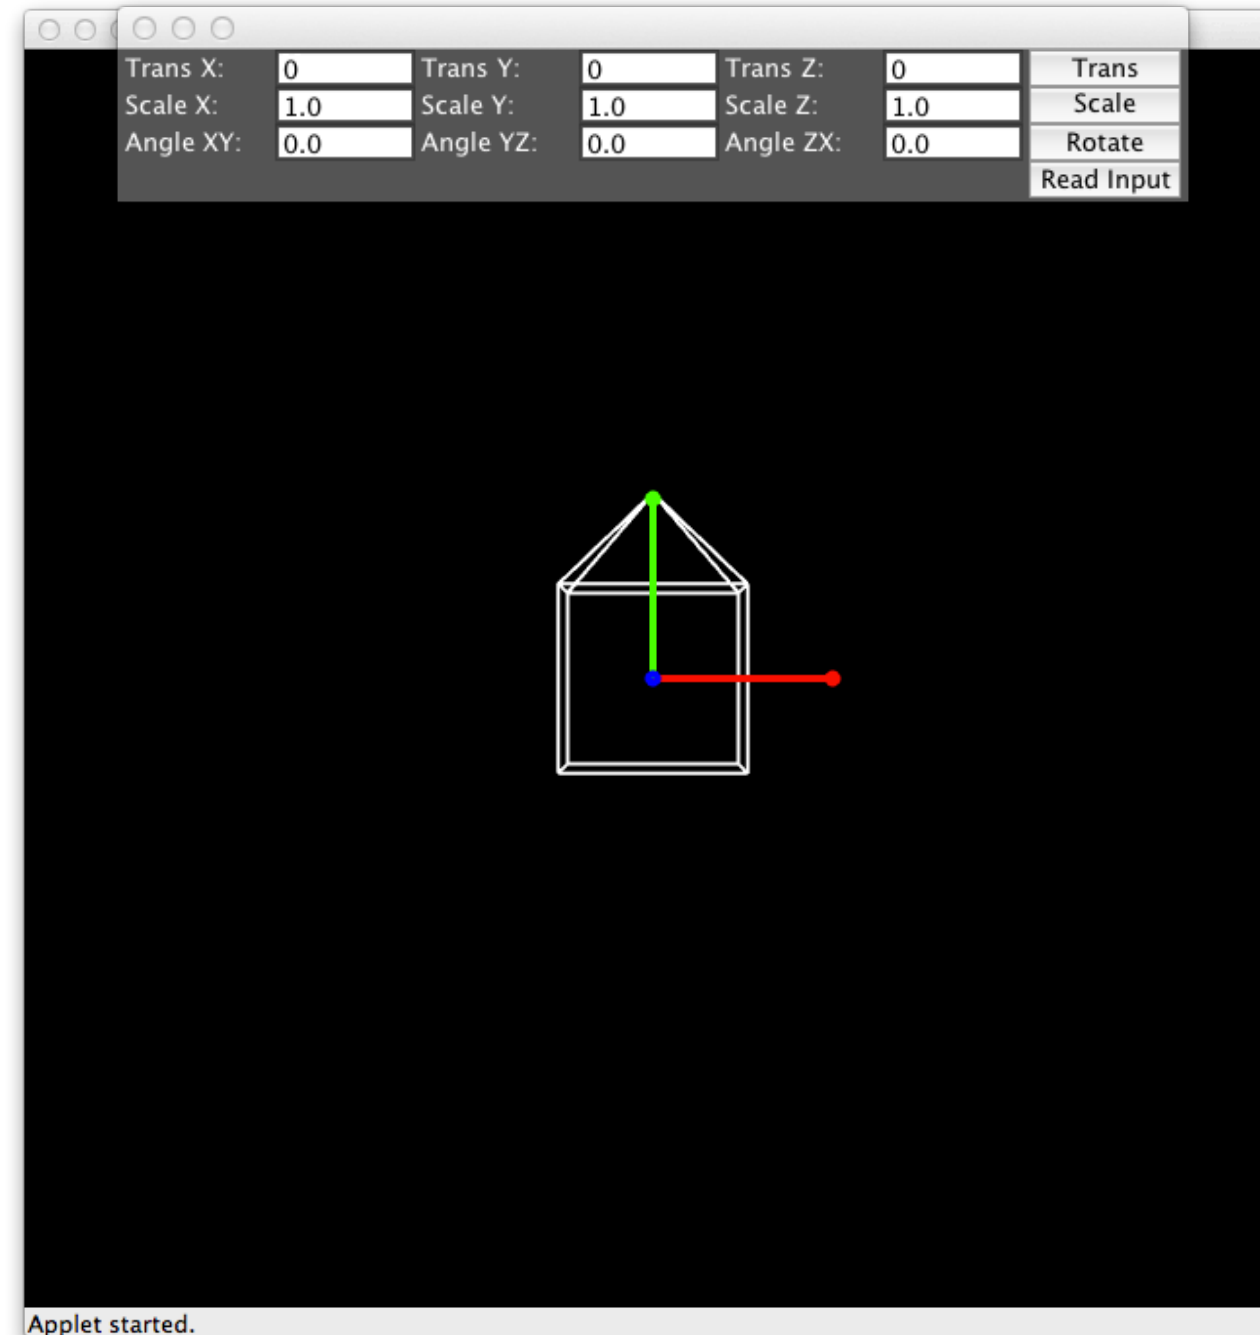 Trans X: 0 Trans Y: 0 Trans Z: 0 Trans
Scale X: 1.0 Scale Y: 1.0 Scale Z: 1.0 Scale
Angle XY: 0.0 Angle YZ: 0.0 Angle ZX: 0.0 Rotate
Read Input
Applet started.